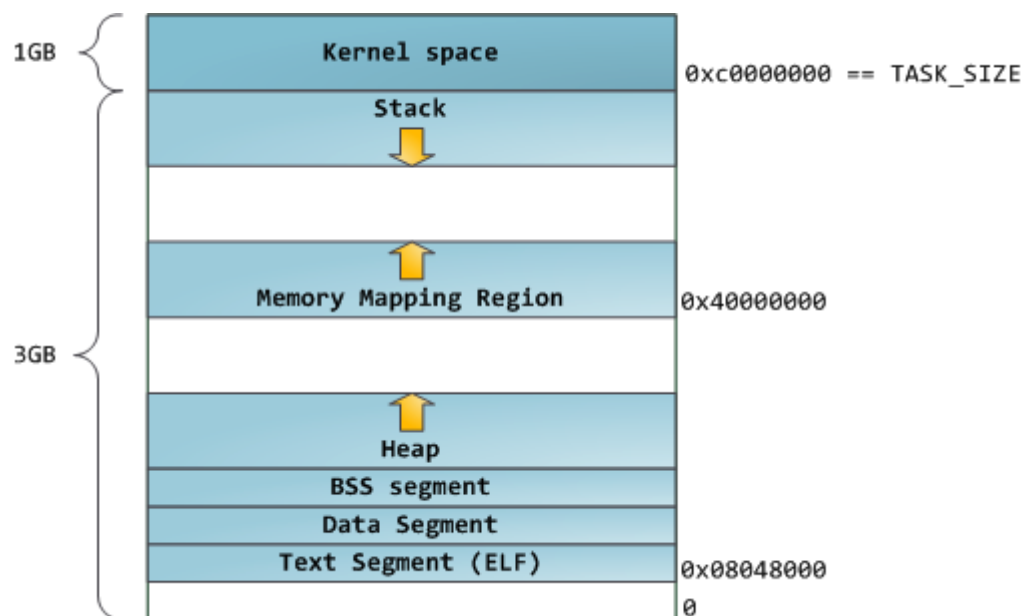 1GB
Kernel space
0xc0000000 == TASK_SIZE
Stack
Memory Mapping Region
0x40000000
3GB
Heap
BSS segment
Data Segment
Text Segment (ELF)
0x08048000
0